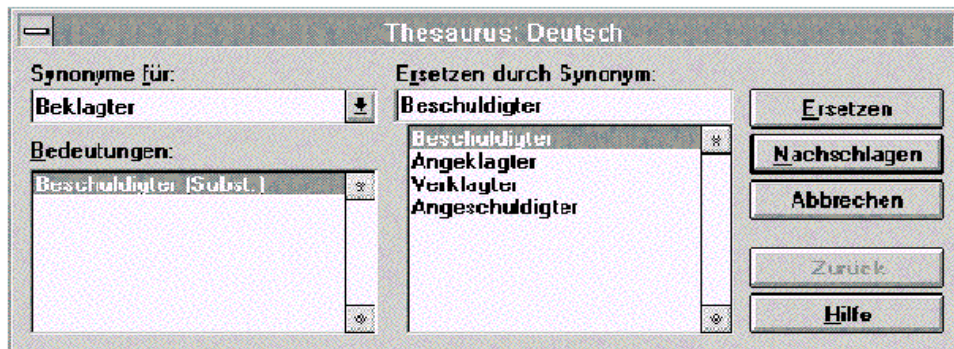 Thesaurus: Deutsch
Synonyme für:
Beklagter
Bedeutungen:
Beschuldigter (Subst.)
Ersetzen durch Synonym:
Beschuldigter
Beschuldigter
Angeklagter
Verklagter
Angeschuldigter
Ersetzen
Nachschlagen
Abbrechen
Zurück
Hilfe